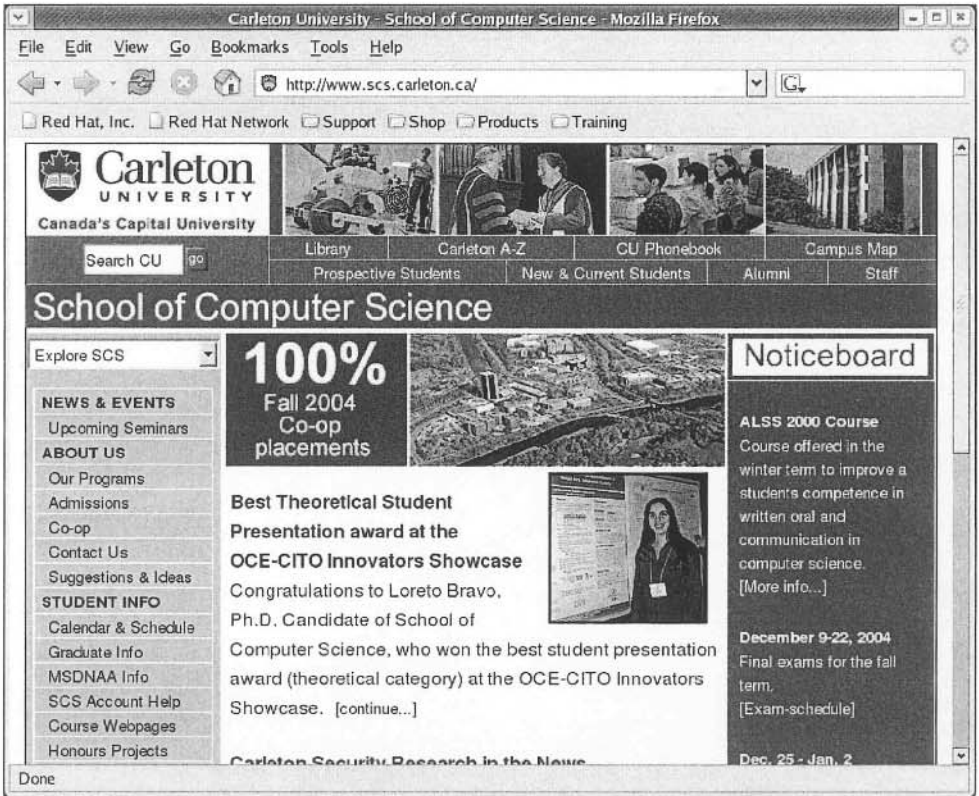 Carleton University - School of Computer Science - Mozilla Firefox
File Edit View Go Bookmarks Tools Help
http://www.scs.carleton.ca/
G
Red Hat, Inc. Red Hat Network Support Shop Products Training
Carleton
UNIVERSITY
Canada's Capital University
Search CU go
Library Carleton A-Z CU Phonebook Campus Map
Prospective Students New & Current Students Alumni Staff
School of Computer Science
Explore SCS
NEWS & EVENTS
Upcoming Seminars
ABOUT US
Our Programs
Admissions
Co-op
Contact Us
Suggestions & Ideas
STUDENT INFO
Calendar & Schedule
Graduate Info
MSDNAA Info
SCS Account Help
Course Webpages
Honours Projects
100%
Fall 2004
Co-op
placements
Best Theoretical Student
Presentation award at the
OCE-CITO Innovators Showcase
Congratulations to Loreto Bravo,
Ph.D. Candidate of School of
Computer Science, who won the best student presentation
award (theoretical category) at the OCE-CITO Innovators
Showcase. [continue...]
Carleton Security Research in the News
Noticeboard
ALSS 2000 Course
Course offered in the
winter term to improve a
students competence in
written oral and
communication in
computer science.
[More info...]
December 9-22, 2004
Final exams for the fall
term.
[Exam-schedule]
Dec. 25 - Jan. 2
Done